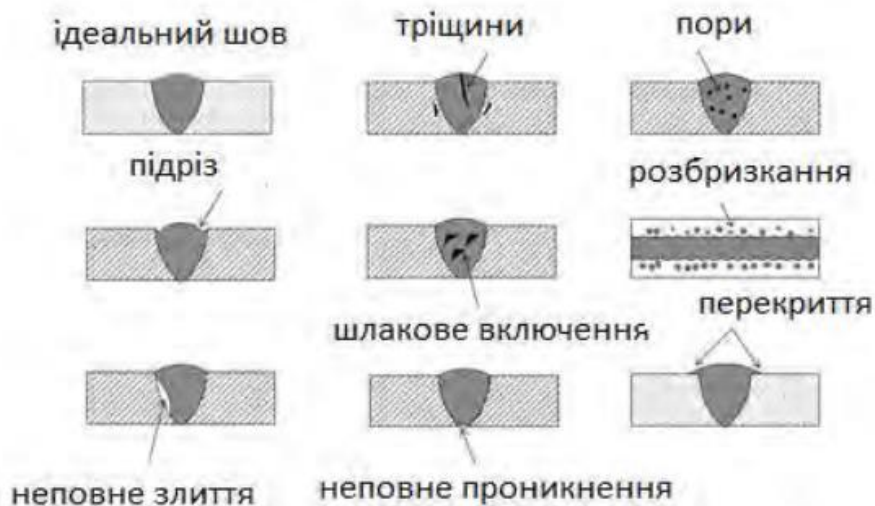 ідеальний шов
тріщини
пори
підріз
розбризкання
шлакове включення
перекриття
неповне злиття
неповне проникнення